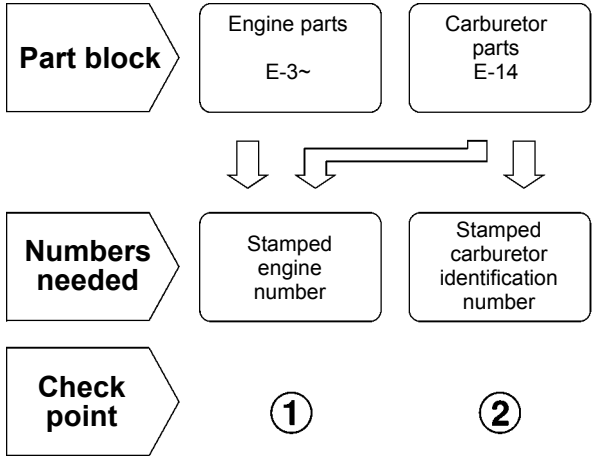 Part block
Engine parts
E-3~
Carburetor
parts
E-14
Numbers
needed
Stamped
engine
number
Stamped
carburetor
identification
number
Check
point
①
②